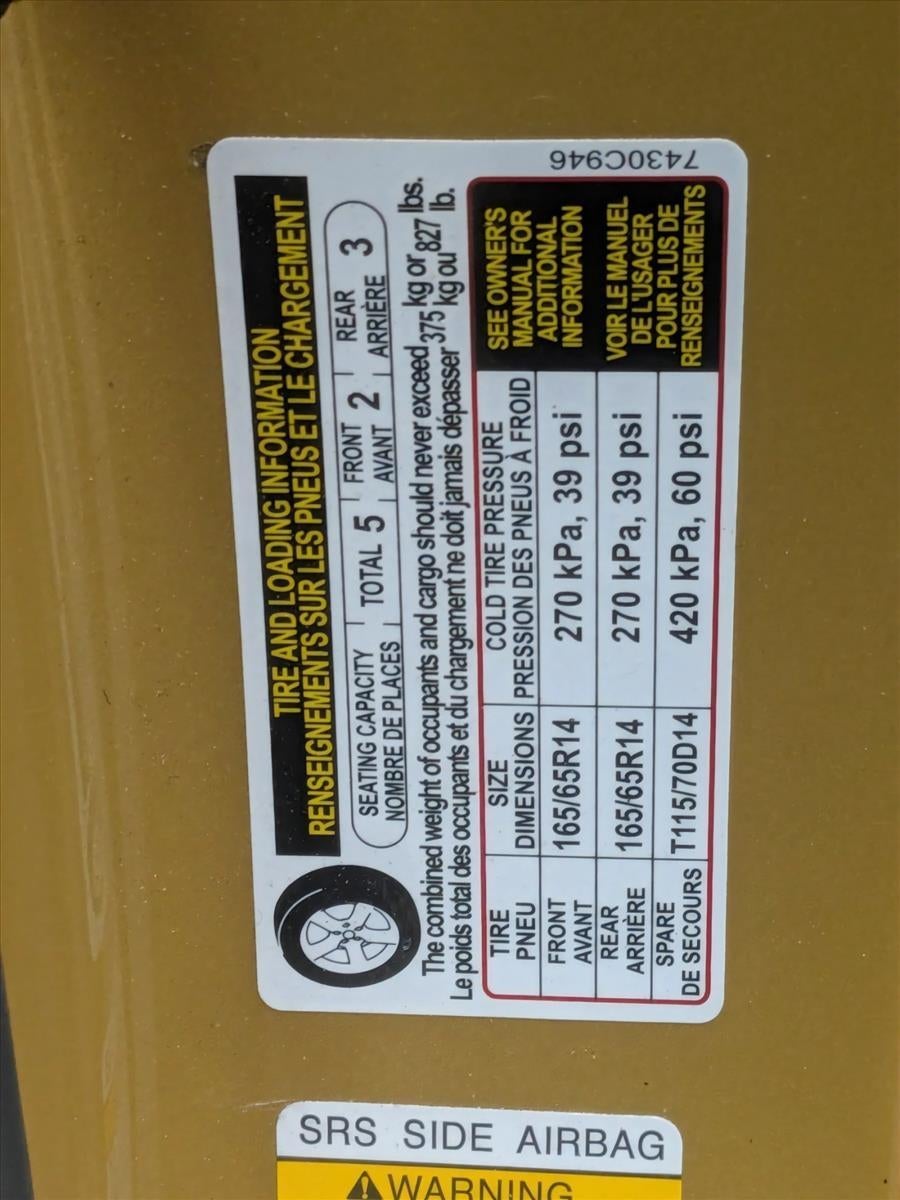 TIRE AND LOADING INFORMATION
RENSEIGNEMENTS SUR LES PNEUS ET LE CHARGEMENT
SEATING CAPACITY TOTAL 5 FRONT 2 REAR 3
NOMBRE DE PLACES AVANT ARRIÈRE
The combined weight of occupants and cargo should never exceed 375 kg or 827 lbs.
Le poids total des occupants et du chargement ne doit jamais dépasser 375 kg ou 827 lb.
TIRE SIZE COLD TIRE PRESSURE
PNEU DIMENSIONS PRESSION DES PNEUS À FROID
FRONT 165/65R14 270 kPa, 39 psi
AVANT
REAR 165/65R14 270 kPa, 39 psi
ARRIÈRE
SPARE T115/70D14 420 kPa, 60 psi
DE SECOURS
SEE OWNER'S
MANUAL FOR
ADDITIONAL
INFORMATION
VOIR LE MANUEL
DE L'USAGER
POUR PLUS DE
RENSEIGNEMENTS
7430C946
SRS SIDE AIRBAG
WARNING